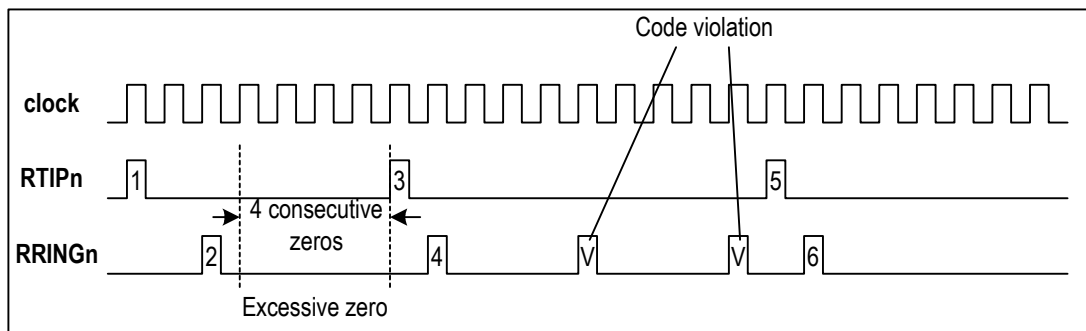 Code violation
clock
RTIPn
1
3
5
4 consecutive
zeros
RRINGn
2
4
V
V
6
Excessive zero